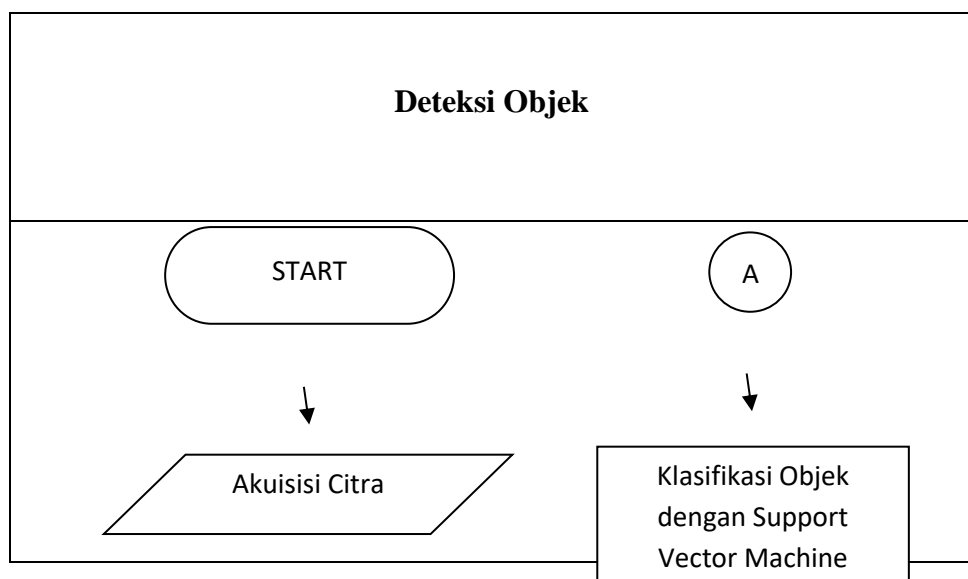 Deteksi Objek
START
A
Akuisisi Citra
Klasifikasi Objek
dengan Support
Vector Machine